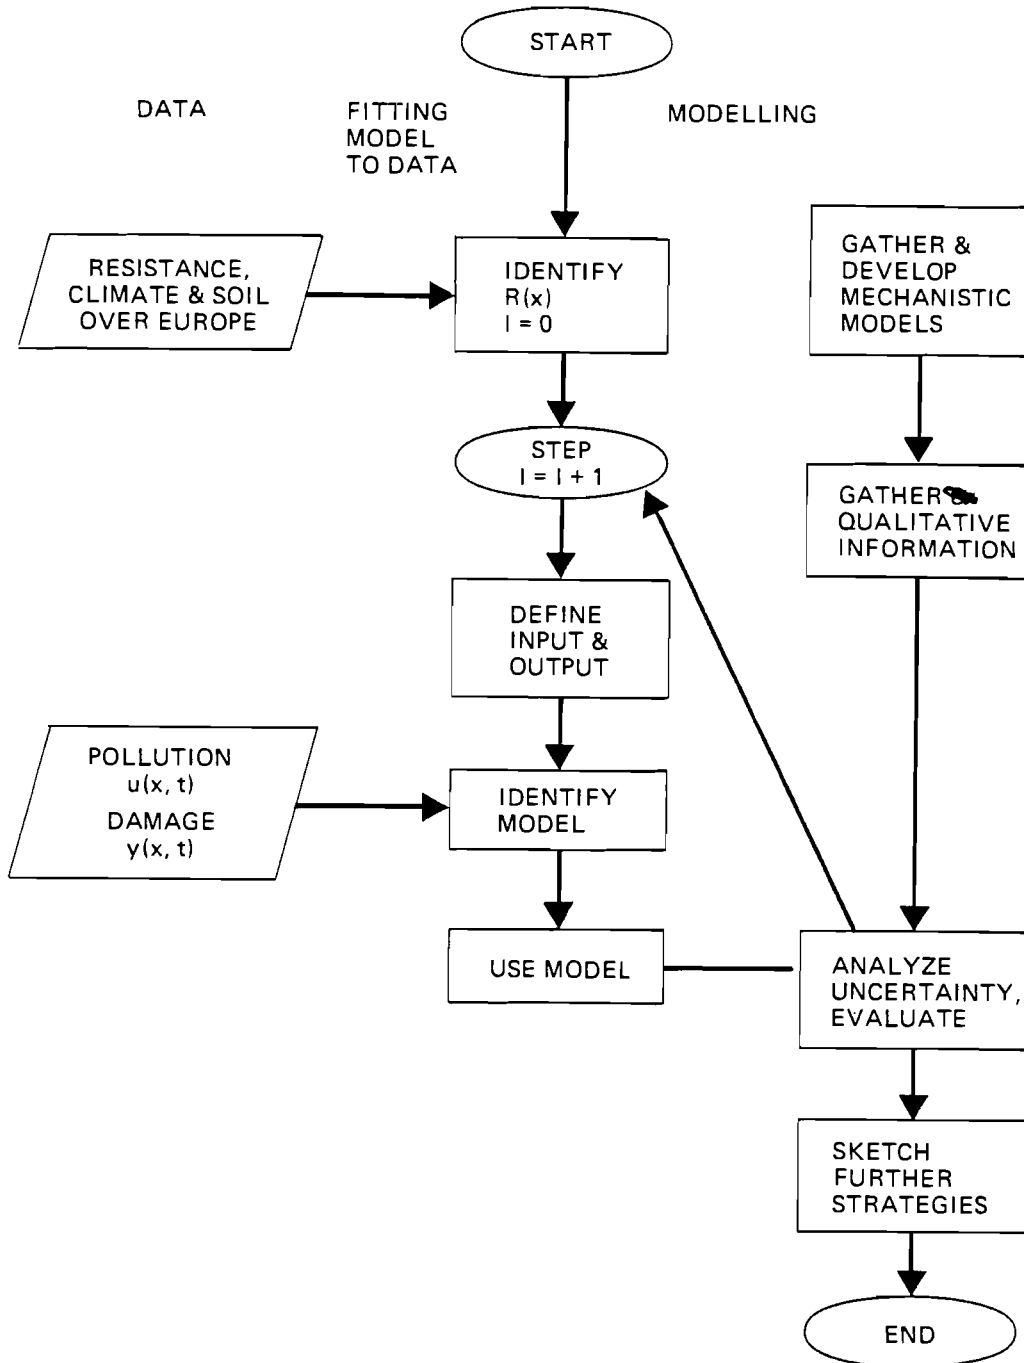 START
DATA
FITTING
MODEL
TO DATA
MODELLING
RESISTANCE,
CLIMATE & SOIL
OVER EUROPE
IDENTIFY
R(x)
I = 0
GATHER &
DEVELOP
MECHANISTIC
MODELS
STEP
I = I + 1
GATHER
QUALITATIVE
INFORMATION
DEFINE
INPUT &
OUTPUT
POLLUTION
u(x, t)
DAMAGE
y(x, t)
IDENTIFY
MODEL
USE MODEL
ANALYZE
UNCERTAINTY,
EVALUATE
SKETCH
FURTHER
STRATEGIES
END